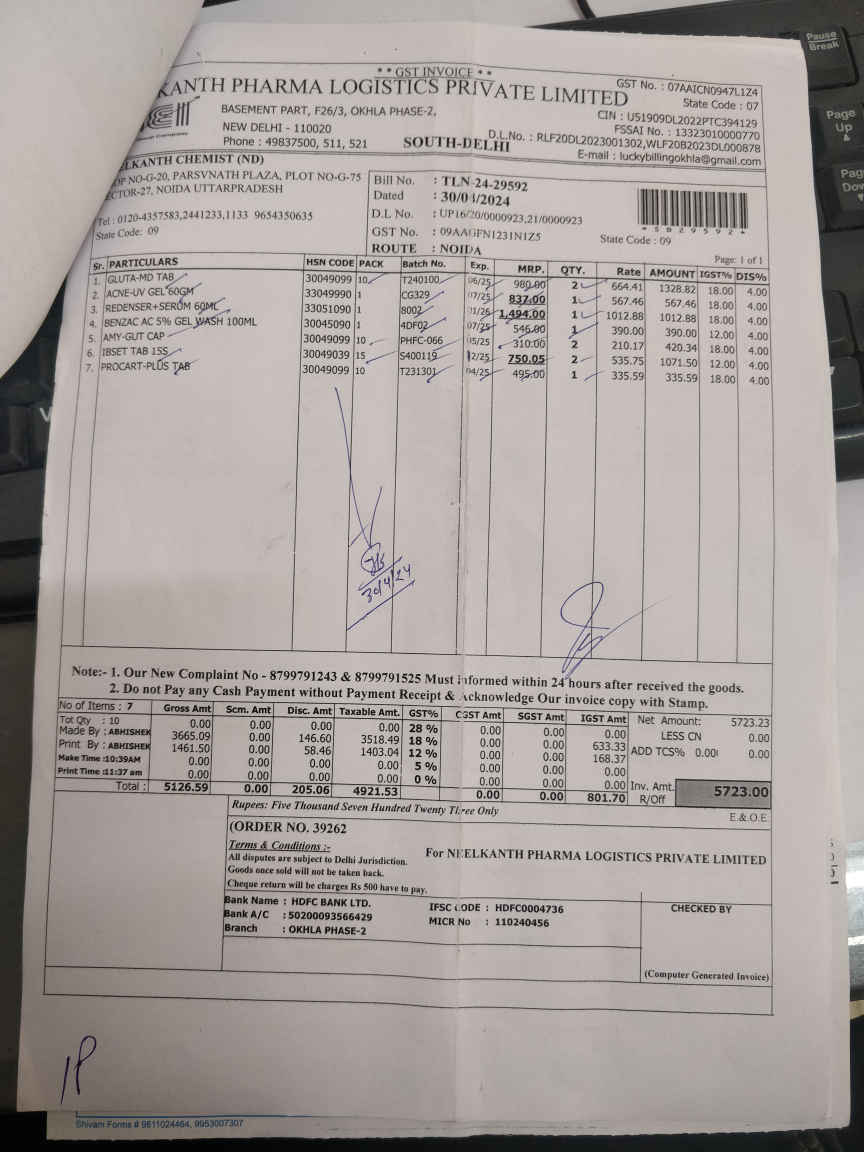 * * GST INVOICE * *
KANTH PHARMA LOGISTICS PRIVATE LIMITED
GST No. : 07AAICN0947L1Z4
State Code : 07
BASEMENT PART, F26/3, OKHLA PHASE-2,
CIN : U51909DL2022PTC394129
NEW DELHI - 110020
FSSAI No. : 13323010000770
Phone : 49837500, 511, 521
SOUTH-DELHI
D.L.No. : RLF20DL2023001302,WLF20B2023DL000878
E-mail : luckybillingokhla@gmail.com
ELKANTH CHEMIST (ND)
OP NO-G-20, PARSVNATH PLAZA, PLOT NO-G-75
ECTOR-27, NOIDA UTTARPRADESH
Tel : 0120-4357583,2441233,1133 9654350635
State Code: 09
Bill No. : TLN-24-29592
Dated : 30/04/2024
D.L No. : UP16/20/0000923,21/0000923
GST No. : 09AAGFN1231N1Z5
ROUTE : NOIDA
* 5 8 2 9 5 9 2 *
State Code : 09
Page: 1 of 1
Sr. PARTICULARS HSN CODE PACK Batch No. Exp. MRP. QTY. Rate AMOUNT IGST% DIS%
1. GLUTA-MD TAB 30049099 10 T240100 06/25 980.00 2 664.41 1328.82 18.00 4.00
2. ACNE-UV GEL 60GM 33049990 1 CG329 07/25 837.00 1 567.46 567.46 18.00 4.00
3. REDENSER+SERUM 60ML 33051090 1 8002 01/26 1,494.00 1 1012.88 1012.88 18.00 4.00
4. BENZAC AC 5% GEL WASH 100ML 30045090 1 4DF02 07/25 546.00 1 390.00 390.00 12.00 4.00
5. AMY-GUT CAP 30049099 10 PHFC-066 05/25 310.00 2 210.17 420.34 18.00 4.00
6. IBSET TAB 15S 30049039 15 S400119 12/25 750.05 2 535.75 1071.50 12.00 4.00
7. PROCART-PLUS TAB 30049099 10 T231301 04/25 495.00 1 335.59 335.59 18.00 4.00
30/4/24
Note:- 1. Our New Complaint No - 8799791243 & 8799791525 Must informed within 24 hours after received the goods.
2. Do not Pay any Cash Payment without Payment Receipt & Acknowledge Our invoice copy with Stamp.
No of Items : 7 Gross Amt Scm. Amt Disc. Amt Taxable Amt. GST% CGST Amt SGST Amt IGST Amt
Tot Qty : 10 0.00 0.00 0.00 0.00 28 % 0.00 0.00 0.00
Made By : ABHISHEK 3665.09 0.00 146.60 3518.49 18 % 0.00 0.00 633.33
Print By : ABHISHEK 1461.50 0.00 58.46 1403.04 12 % 0.00 0.00 168.37
Make Time :10:39AM 0.00 0.00 0.00 0.00 5 % 0.00 0.00 0.00
Print Time :11:37 am 0.00 0.00 0.00 0.00 0 % 0.00 0.00 0.00
Total : 5126.59 0.00 205.06 4921.53 0.00 0.00 801.70
Net Amount: 5723.23
LESS CN 0.00
ADD TCS% 0.00 0.00
Inv. Amt. 5723.00
R/Off
E.& O.E.
Rupees: Five Thousand Seven Hundred Twenty Three Only
(ORDER NO. 39262
Terms & Conditions :-
All disputes are subject to Delhi Jurisdiction.
Goods once sold will not be taken back.
Cheque return will be charges Rs 500 have to pay.
For NEELKANTH PHARMA LOGISTICS PRIVATE LIMITED
Bank Name : HDFC BANK LTD.
Bank A/C : 50200093566429
Branch : OKHLA PHASE-2
IFSC CODE : HDFC0004736
MICR No : 110240456
CHECKED BY
(Computer Generated Invoice)
Shivam Forms # 9811024464, 9953007307
Pause
Break
Page
Up